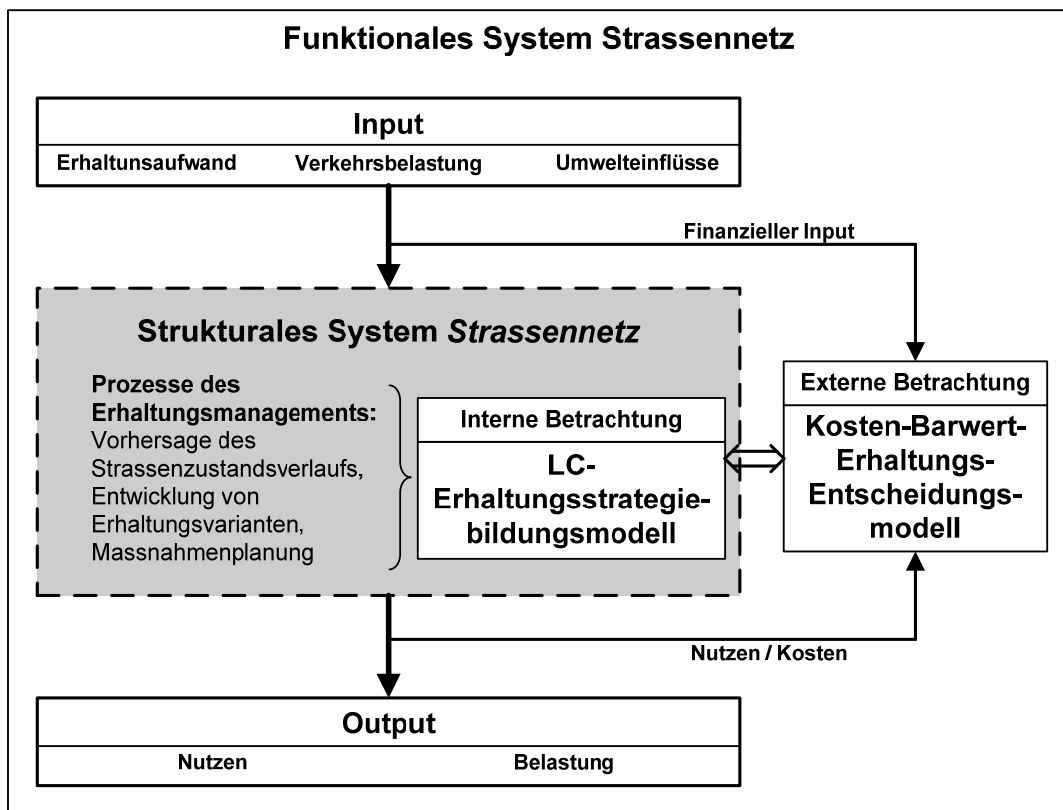 Funktionales System Strassennetz
Input
Erhaltunsaufwand Verkehrsbelastung Umwelteinflüsse
Finanzieller Input
Strukturales System Strassennetz
Prozesse des
Erhaltungsmanagements:
Vorhersage des
Strassenzustandsverlaufs,
Entwicklung von
Erhaltungsvarianten,
Massnahmenplanung
Interne Betrachtung
LC-
Erhaltungsstrategie-
bildungsmodell
Externe Betrachtung
Kosten-Barwert-
Erhaltungs-
Entscheidungs-
modell
Nutzen / Kosten
Output
Nutzen Belastung